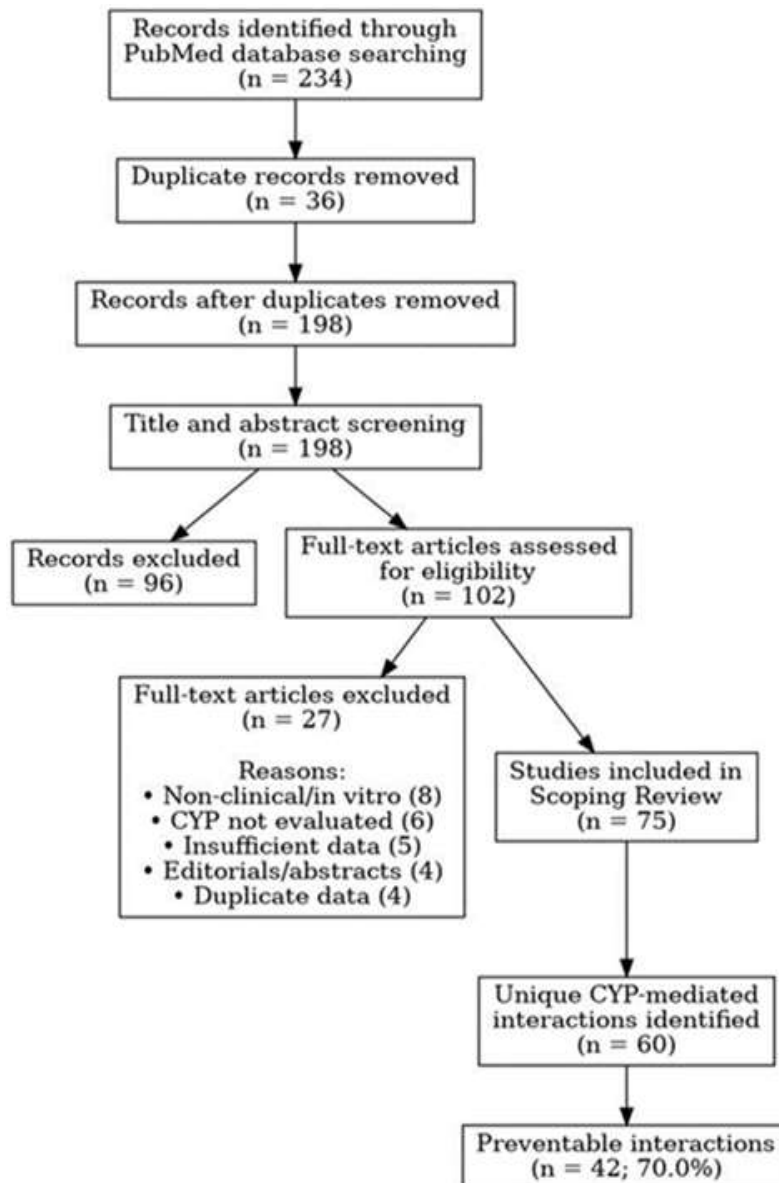 Records identified through
PubMed database searching
(n = 234)
Duplicate records removed
(n = 36)
Records after duplicates removed
(n = 198)
Title and abstract screening
(n = 198)
Records excluded
(n = 96)
Full-text articles assessed
for eligibility
(n = 102)
Full-text articles excluded
(n = 27)
Reasons:
• Non-clinical/in vitro (8)
• CYP not evaluated (6)
• Insufficient data (5)
• Editorials/abstracts (4)
• Duplicate data (4)
Studies included in
Scoping Review
(n = 75)
Unique CYP-mediated
interactions identified
(n = 60)
Preventable interactions
(n = 42; 70.0%)